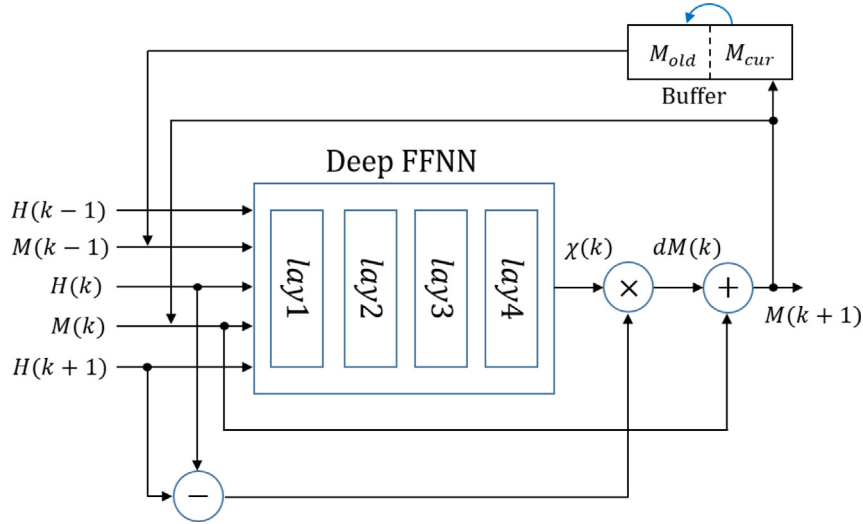 M_old M_cur
Buffer
Deep FFNN
H(k − 1)
M(k − 1)
H(k)
M(k)
H(k + 1)
lay1
lay2
lay3
lay4
χ(k)
×
dM(k)
+
M(k + 1)
−